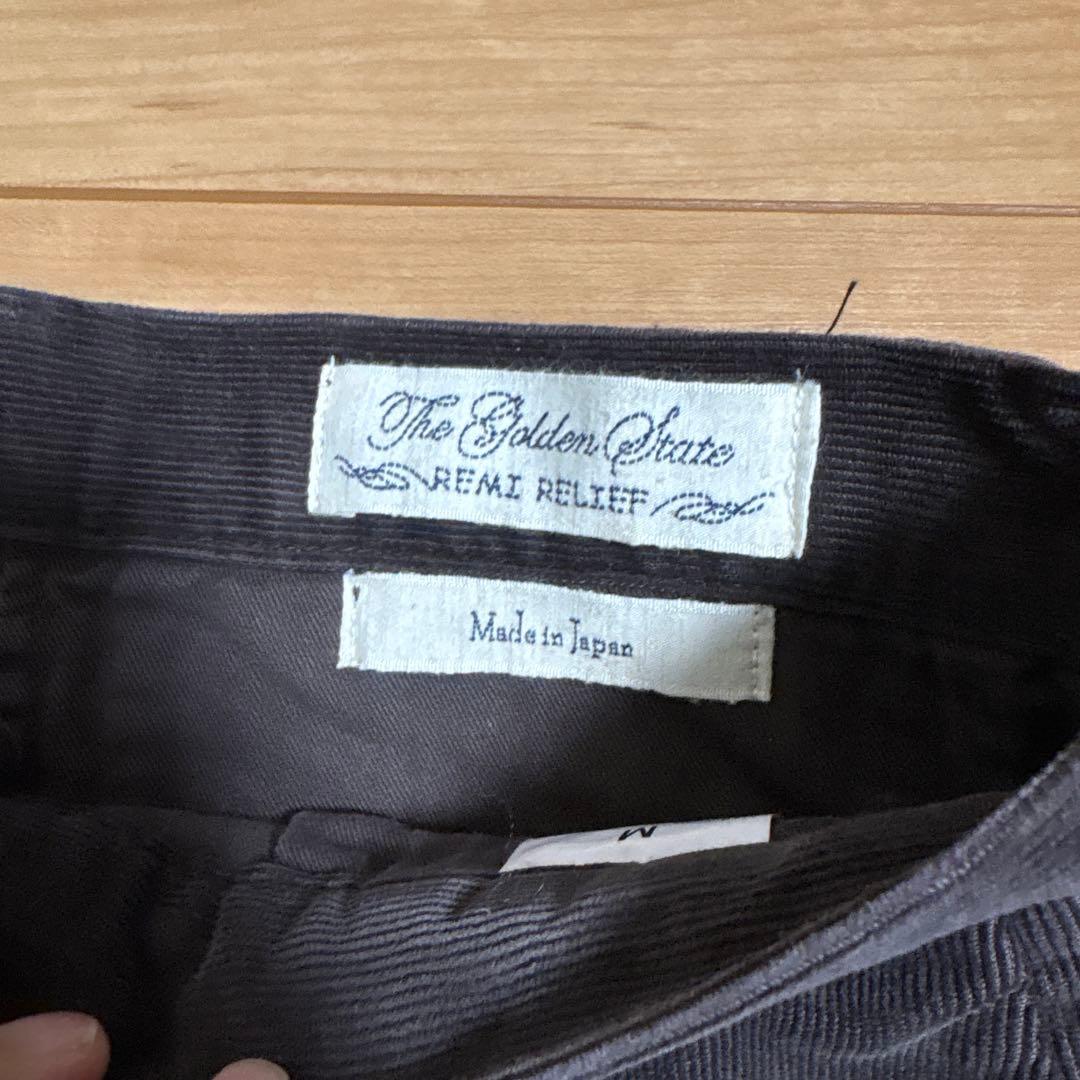 The Golden State
REMI RELIEF
Made in Japan
M